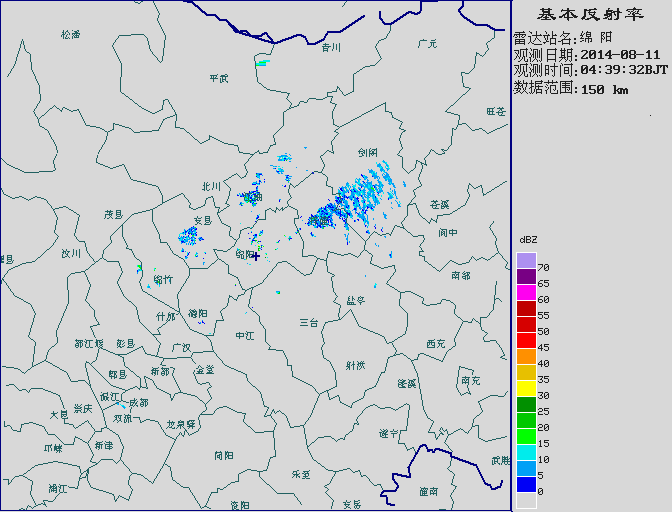 基本反射率
雷达站名:绵 阳
观测日期:2014-08-11
观测时间:04:39:32BJT
数据范围:150 km
dBZ
70
65
60
55
50
45
40
35
30
25
20
15
10
5
0
松潘
青川
广元
平武
旺苍
剑阁
北川
苍溪
茂县
安县
阆中
汶川
绵阳
绵竹
南部
盐亭
什邡
德阳
三台
中江
都江堰
彭县
广汉
西充
射洪
郫县
新都
金堂
蓬溪
南充
温江
成都
崇庆
大邑
双流
龙泉驿
遂宁
邛崃
新津
简阳
武胜
乐至
蒲江
潼南
资阳
安岳